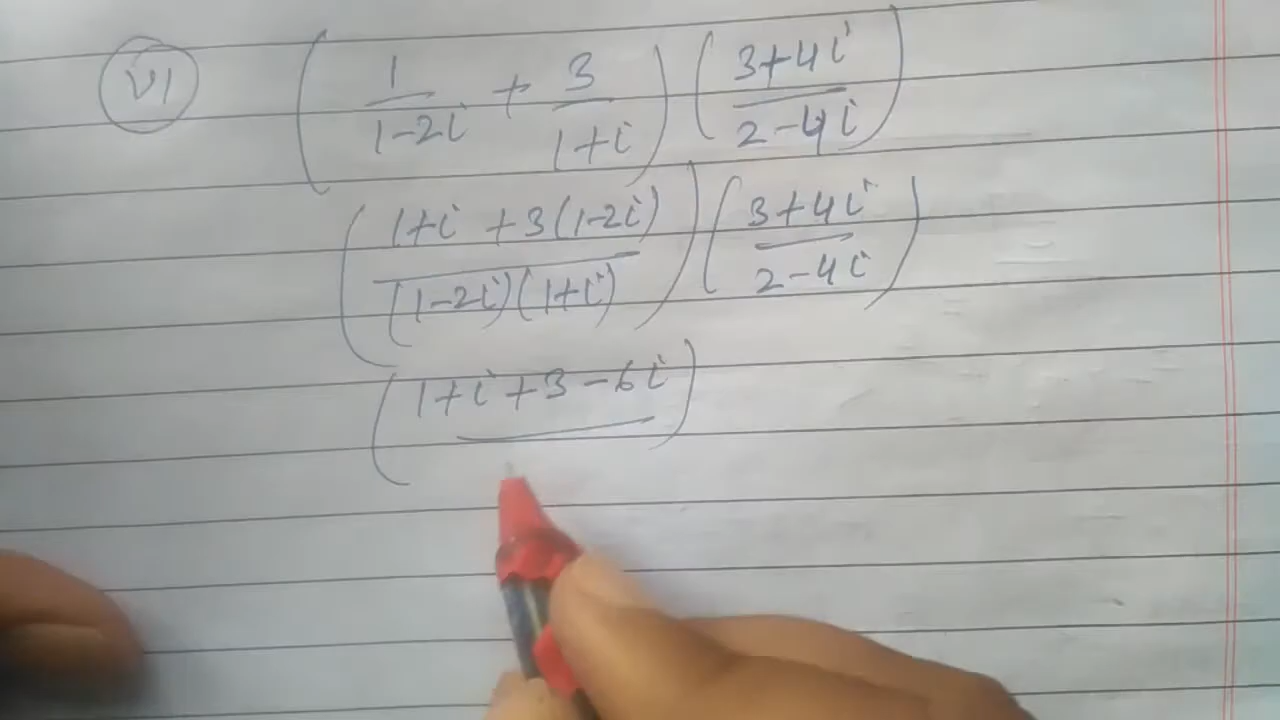 (VI) ( 1/(1-2i) + 3/(1+i) ) ( (3+4i)/(2-4i) )
( (1+i +3(1-2i))/((1-2i)(1+i)) ) ( (3+4i)/(2-4i) )
( 1+i+3-6i )